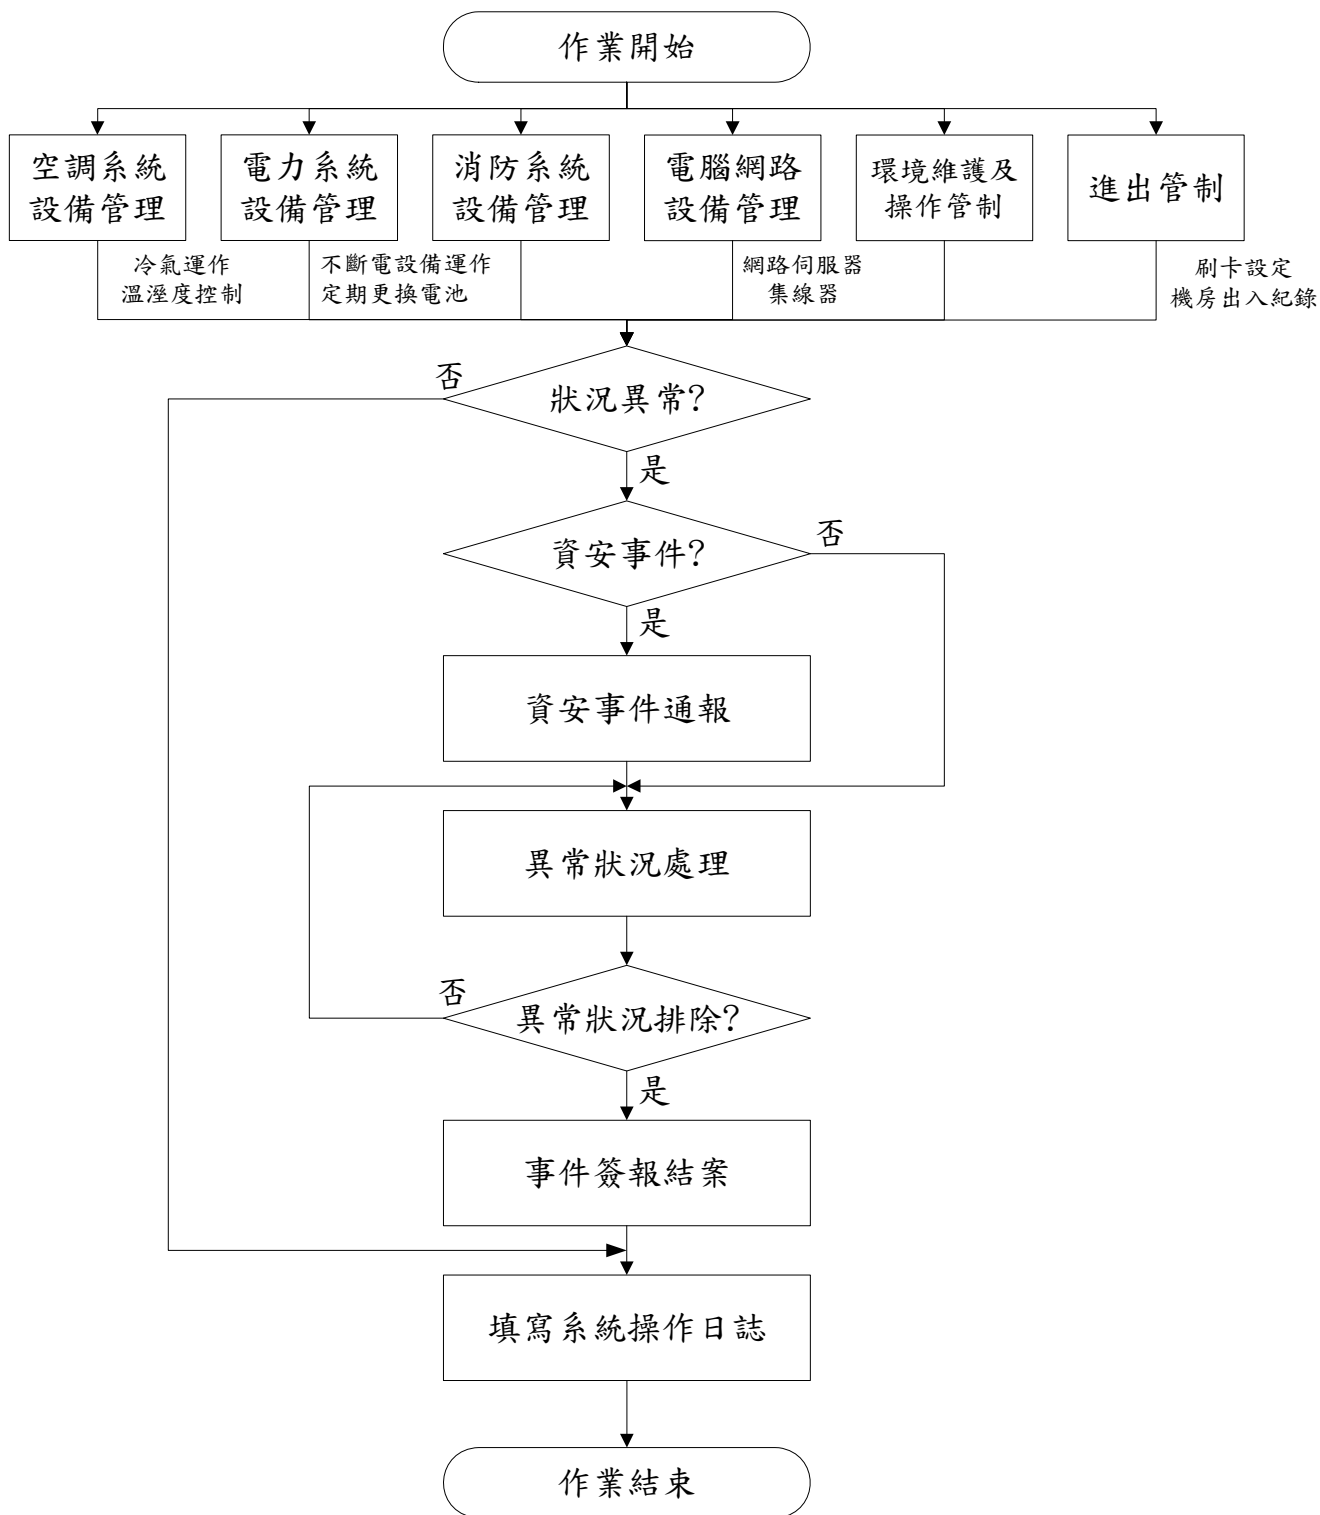 作業開始
空調系統
設備管理
電力系統
設備管理
消防系統
設備管理
電腦網路
設備管理
環境維護及
操作管制
進出管制
冷氣運作
溫溼度控制
不斷電設備運作
定期更換電池
網路伺服器
集線器
刷卡設定
機房出入紀錄
否
狀況異常?
是
否
資安事件?
是
資安事件通報
異常狀況處理
否
異常狀況排除?
是
事件簽報結案
填寫系統操作日誌
作業結束